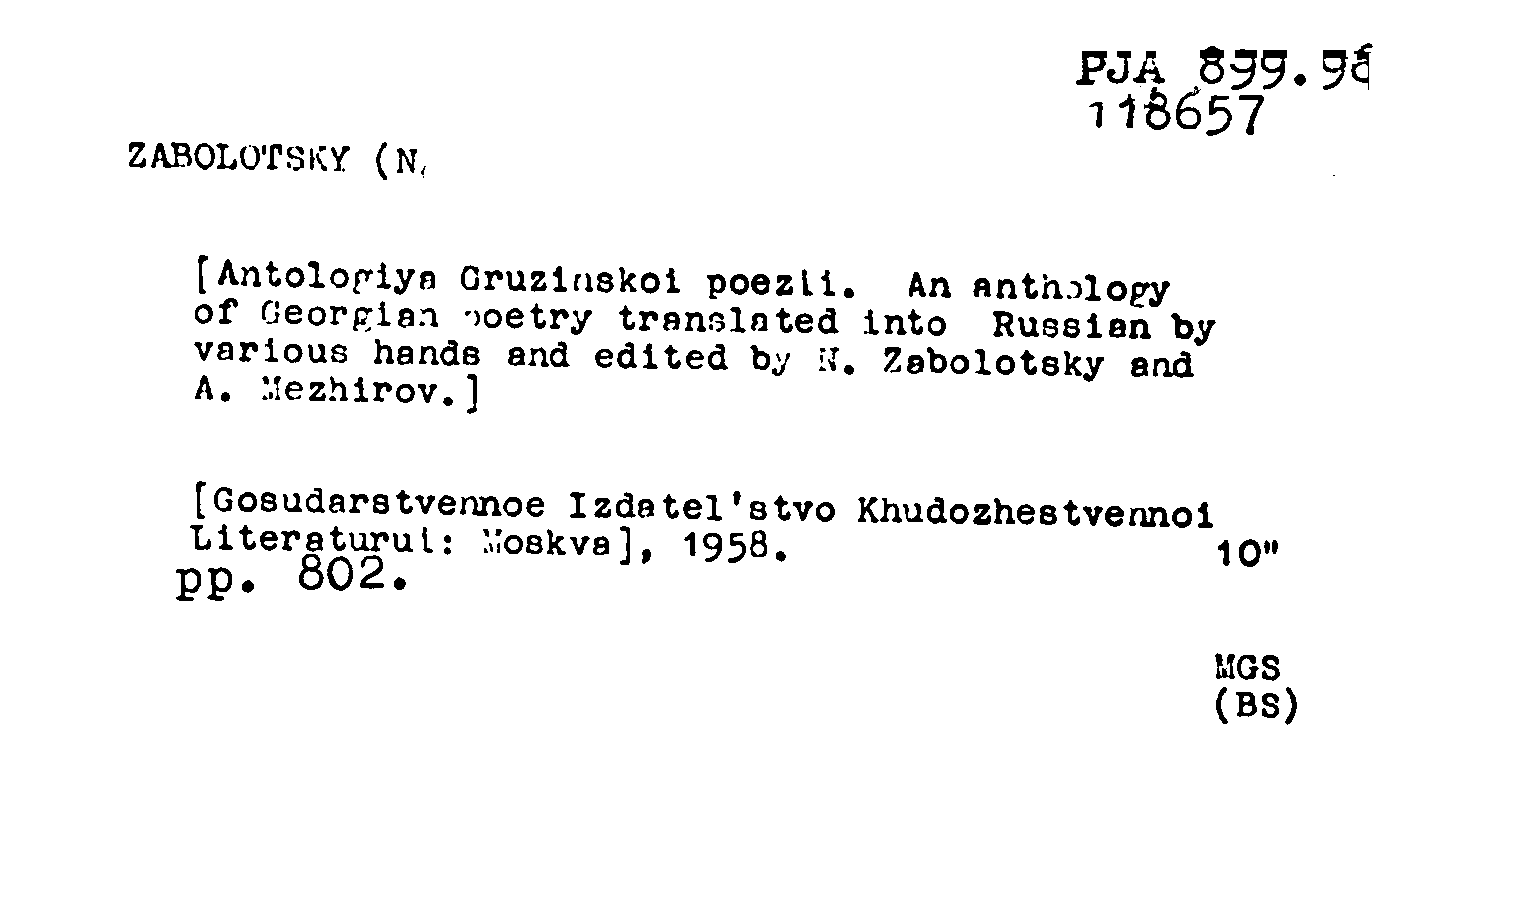 PJA 899.96
118657
ZABOLOTSKY (N.
[Antologiya Gruzinskoi poezii. An anthology
of Georgian poetry translated into Russian by
various hands and edited by N. Zabolotsky and
A. Mezhirov.]
[Gosudarstvennoe Izdatel'stvo Khudozhestvennoi
Literaturui: Moskva], 1958.
10"
pp. 802.
MGS
(BS)